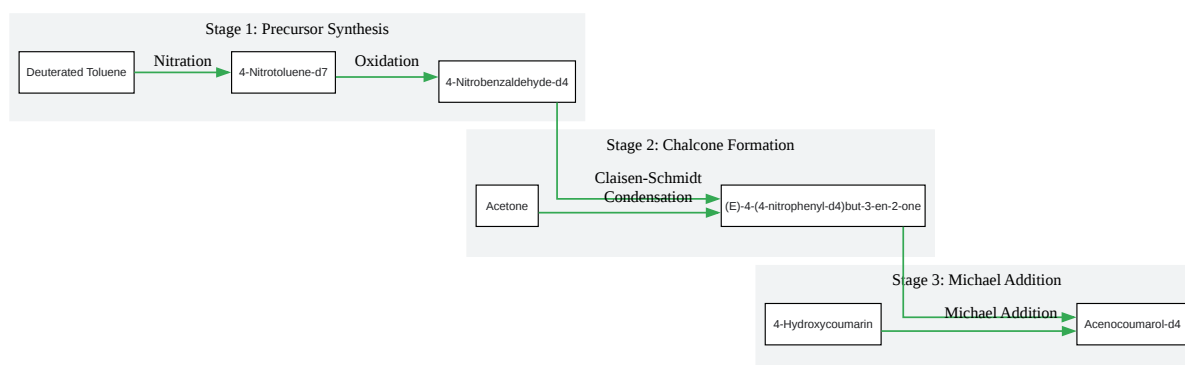 Stage 1: Precursor Synthesis
Deuterated Toluene
Nitration
4-Nitrotoluene-d7
Oxidation
4-Nitrobenzaldehyde-d4
Stage 2: Chalcone Formation
Acetone
Claisen-Schmidt
Condensation
(E)-4-(4-nitrophenyl-d4)but-3-en-2-one
Stage 3: Michael Addition
4-Hydroxycoumarin
Michael Addition
Acenocoumarol-d4